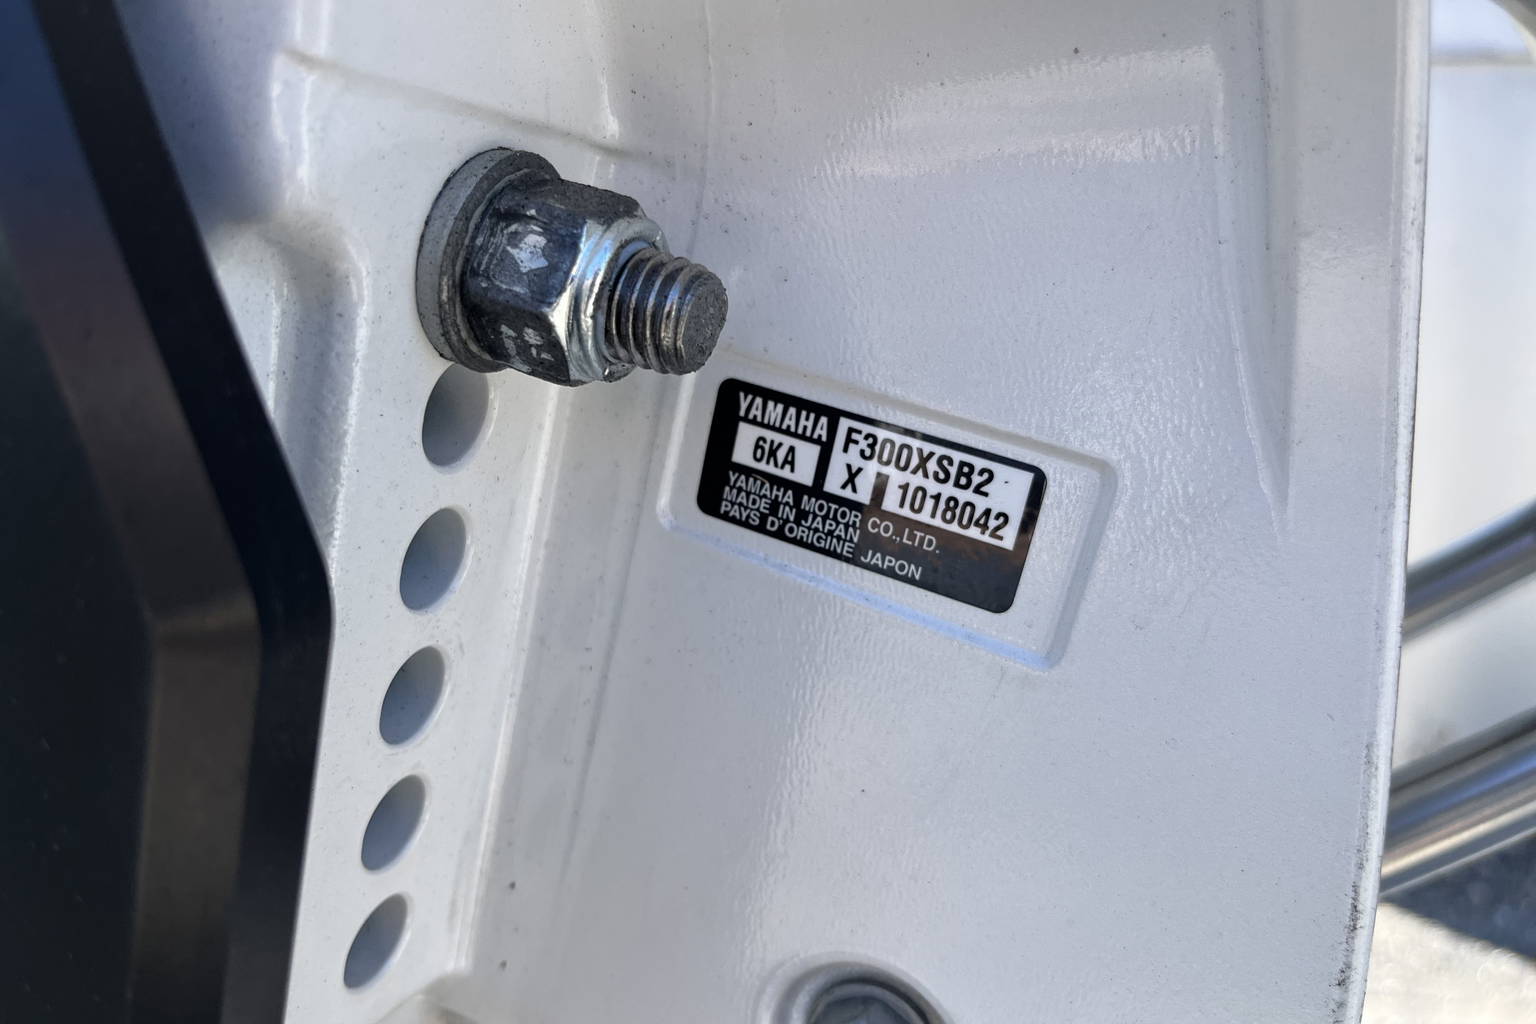 YAMAHA
F300XSB2
6KA
X 1018042
YAMAHA MOTOR CO.,LTD.
MADE IN JAPAN
PAYS D'ORIGINE JAPON